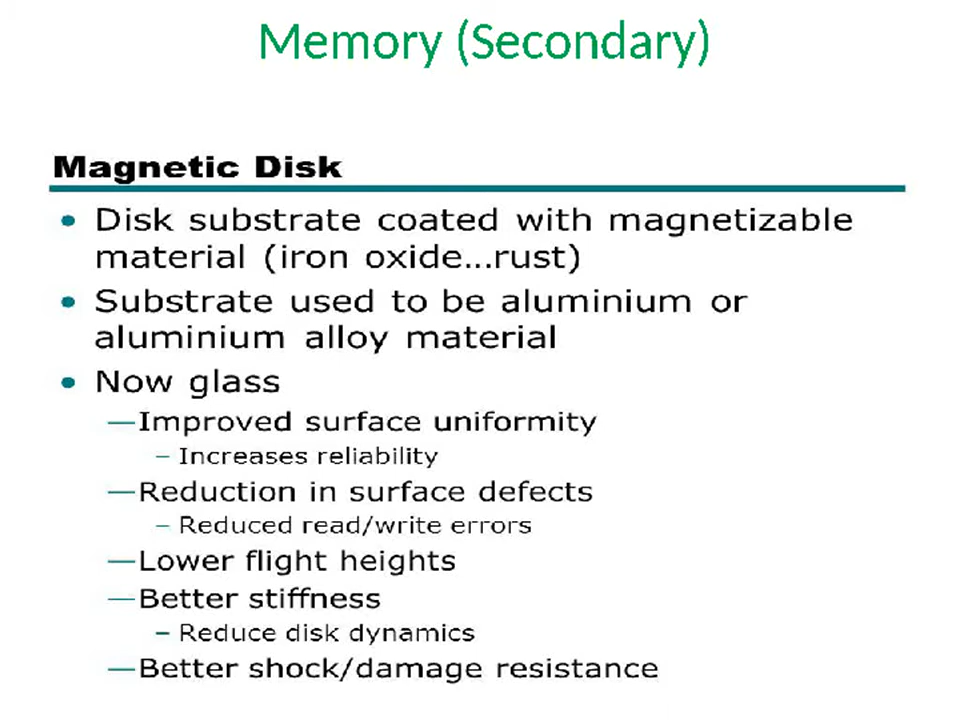 Memory (Secondary)
Magnetic Disk
• Disk substrate coated with magnetizable
material (iron oxide...rust)
• Substrate used to be aluminium or
aluminium alloy material
• Now glass
—Improved surface uniformity
– Increases reliability
—Reduction in surface defects
– Reduced read/write errors
—Lower flight heights
—Better stiffness
– Reduce disk dynamics
—Better shock/damage resistance